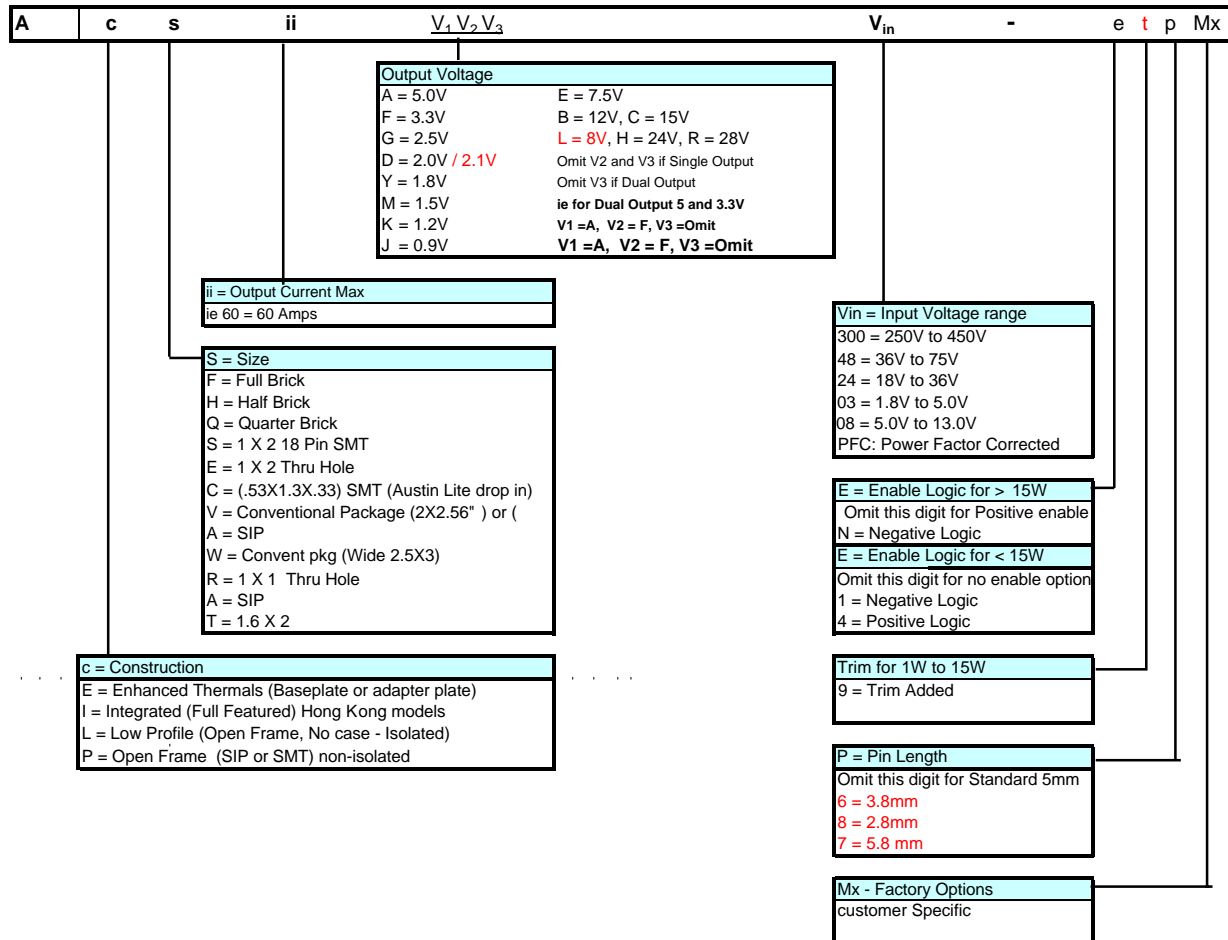 A c s ii V1 V2 V3 Vin - e t p Mx
Output Voltage
A = 5.0V E = 7.5V
F = 3.3V B = 12V, C = 15V
G = 2.5V L = 8V, H = 24V, R = 28V
D = 2.0V / 2.1V Omit V2 and V3 if Single Output
Y = 1.8V Omit V3 if Dual Output
M = 1.5V ie for Dual Output 5 and 3.3V
K = 1.2V V1 =A, V2 = F, V3 =Omit
J = 0.9V V1 =A, V2 = F, V3 =Omit
ii = Output Current Max
ie 60 = 60 Amps
S = Size
F = Full Brick
H = Half Brick
Q = Quarter Brick
S = 1 X 2 18 Pin SMT
E = 1 X 2 Thru Hole
C = (.53X1.3X.33) SMT (Austin Lite drop in)
V = Conventional Package (2X2.56" ) or (
A = SIP
W = Convent pkg (Wide 2.5X3)
R = 1 X 1 Thru Hole
A = SIP
T = 1.6 X 2
c = Construction
E = Enhanced Thermals (Baseplate or adapter plate)
I = Integrated (Full Featured) Hong Kong models
L = Low Profile (Open Frame, No case - Isolated)
P = Open Frame (SIP or SMT) non-isolated
Vin = Input Voltage range
300 = 250V to 450V
48 = 36V to 75V
24 = 18V to 36V
03 = 1.8V to 5.0V
08 = 5.0V to 13.0V
PFC: Power Factor Corrected
E = Enable Logic for > 15W
Omit this digit for Positive enable
N = Negative Logic
E = Enable Logic for < 15W
Omit this digit for no enable option
1 = Negative Logic
4 = Positive Logic
Trim for 1W to 15W
9 = Trim Added
P = Pin Length
Omit this digit for Standard 5mm
6 = 3.8mm
8 = 2.8mm
7 = 5.8 mm
Mx - Factory Options
customer Specific